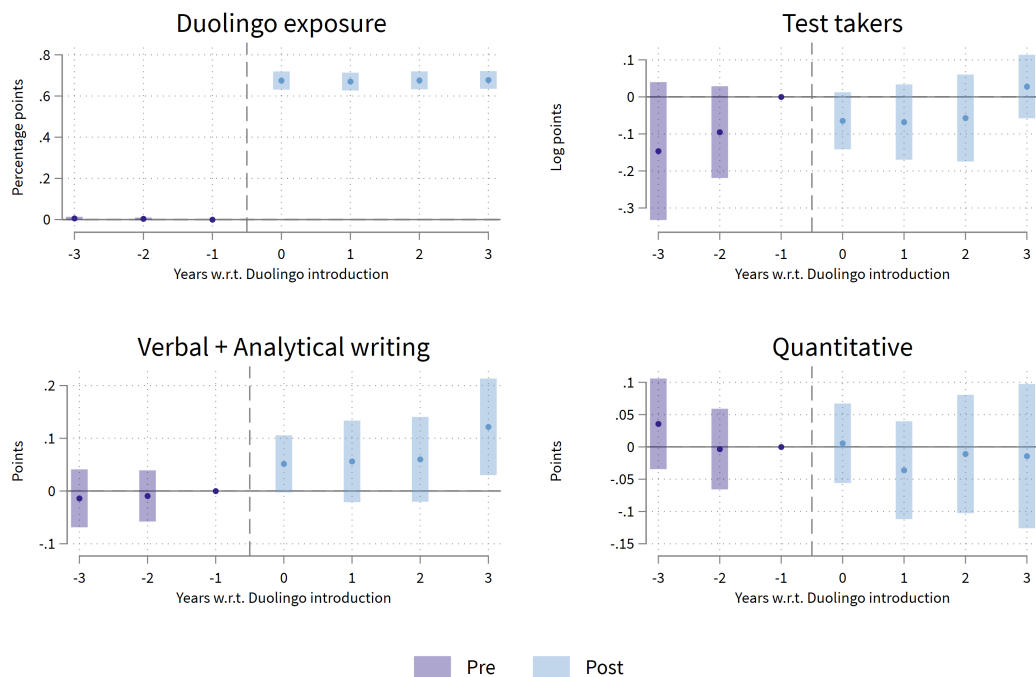 Duolingo exposure
Percentage points
.8
.6
.4
.2
0
-3 -2 -1 0 1 2 3
Years w.r.t. Duolingo introduction
Test takers
Log points
.1
0
-.1
-.2
-.3
-3 -2 -1 0 1 2 3
Years w.r.t. Duolingo introduction
Verbal + Analytical writing
Points
.2
.1
0
-.1
-3 -2 -1 0 1 2 3
Years w.r.t. Duolingo introduction
Quantitative
Points
.1
.05
0
-.05
-.1
-.15
-3 -2 -1 0 1 2 3
Years w.r.t. Duolingo introduction
Pre Post